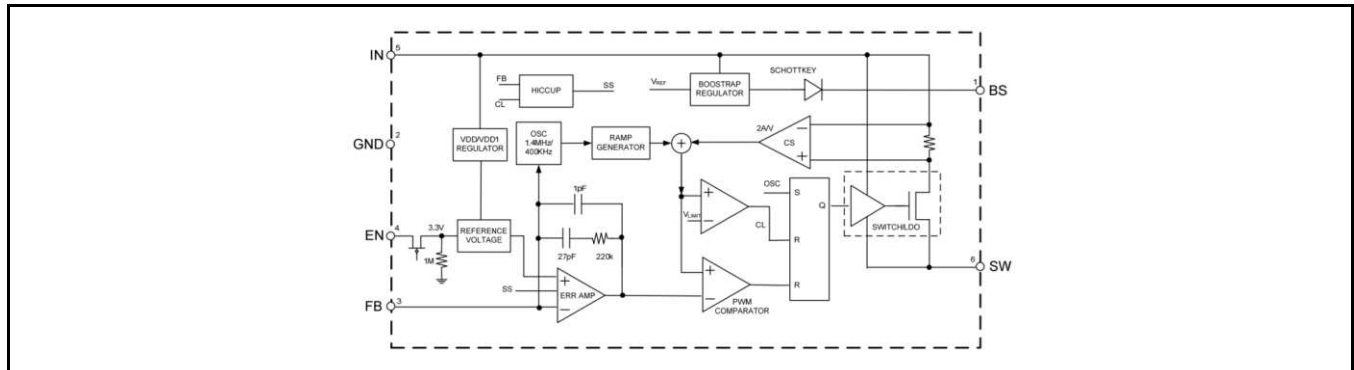 IN
5
SCHOTTKEY
FB
HICCUP
SS
CL
VREF
BOOSTRAP
REGULATOR
1
BS
GND
2
VDD/VDD1
REGULATOR
OSC
1.4MHz/
400KHz
RAMP
GENERATOR
+
2A/V
CS
−
+
1pF
OSC
S
Q
R
R
+
VLIMIT
−
CL
SWITCHILDO
EN
4
3.3V
1M
REFERENCE
VOLTAGE
27pF
220k
6
SW
SS
+
ERR AMP
−
+
−
PWM
COMPARATOR
FB
3